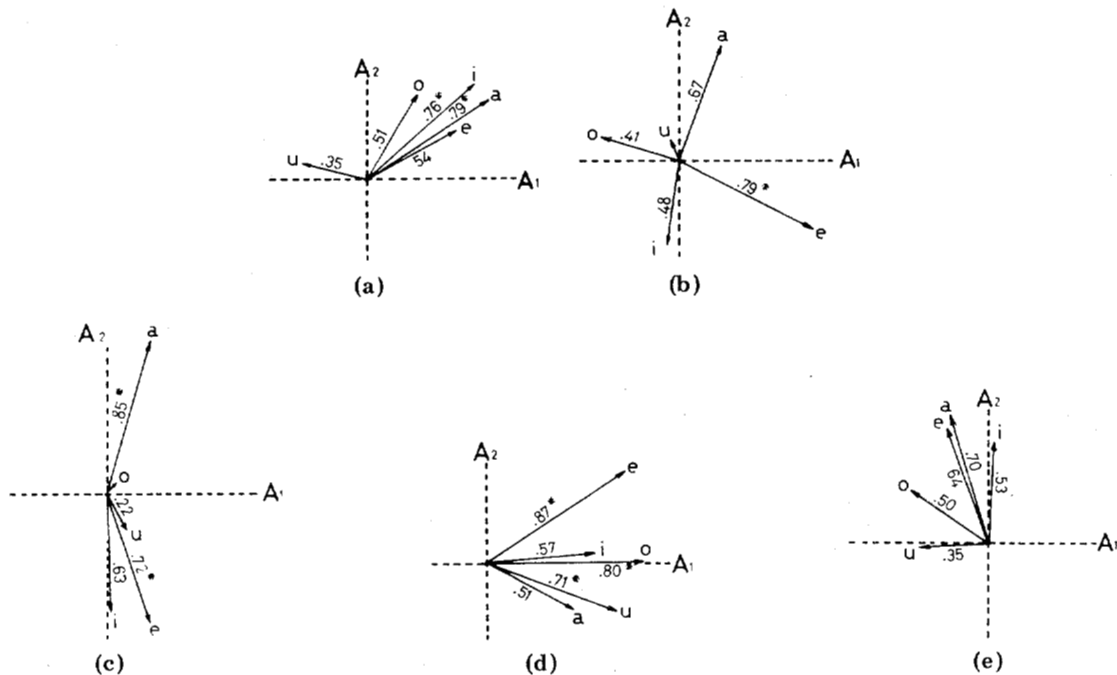 A₂
o
i
a
e
u
.51
.76*
.79*
.54
.35
A₁
(a)
A₂
a
.67
o
.41
u
A₁
.79*
.48
i
e
(b)
A₂
a
.85*
o
A₁
.22
u
.72*
.63
i
e
(c)
A₂
e
.87*
.57
i
o
.80*
A₁
.71*
.51
a
u
(d)
A₂
a
e
i
.70
.64
.53
o
.50
u
.35
A₁
(e)